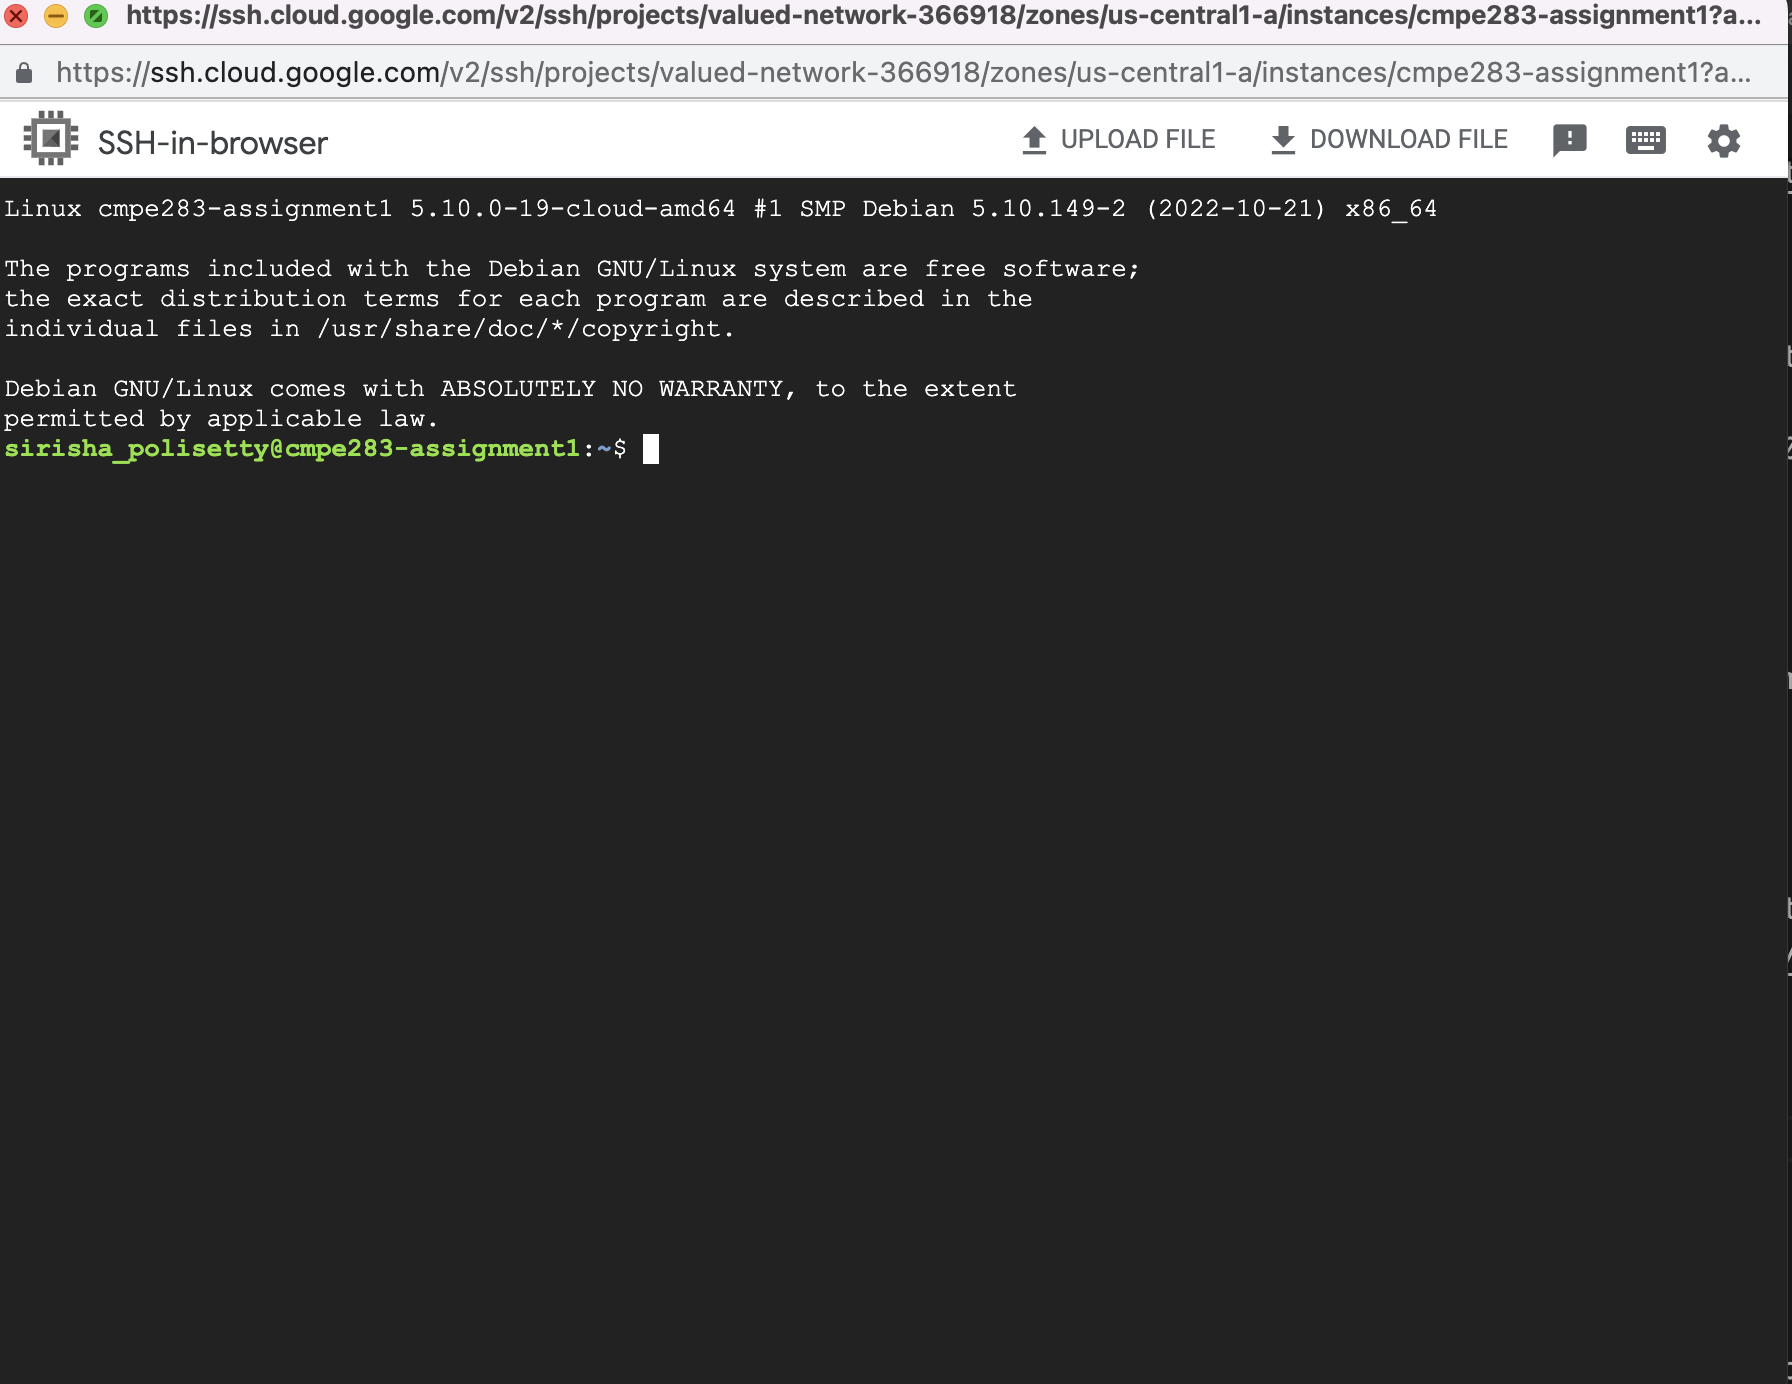 https://ssh.cloud.google.com/v2/ssh/projects/valued-network-366918/zones/us-central1-a/instances/cmpe283-assignment1?a...
https://ssh.cloud.google.com/v2/ssh/projects/valued-network-366918/zones/us-central1-a/instances/cmpe283-assignment1?a...
SSH-in-browser UPLOAD FILE DOWNLOAD FILE
Linux cmpe283-assignment1 5.10.0-19-cloud-amd64 #1 SMP Debian 5.10.149-2 (2022-10-21) x86_64
The programs included with the Debian GNU/Linux system are free software;
the exact distribution terms for each program are described in the
individual files in /usr/share/doc/*/copyright.
Debian GNU/Linux comes with ABSOLUTELY NO WARRANTY, to the extent
permitted by applicable law.
sirisha_polisetty@cmpe283-assignment1:~$